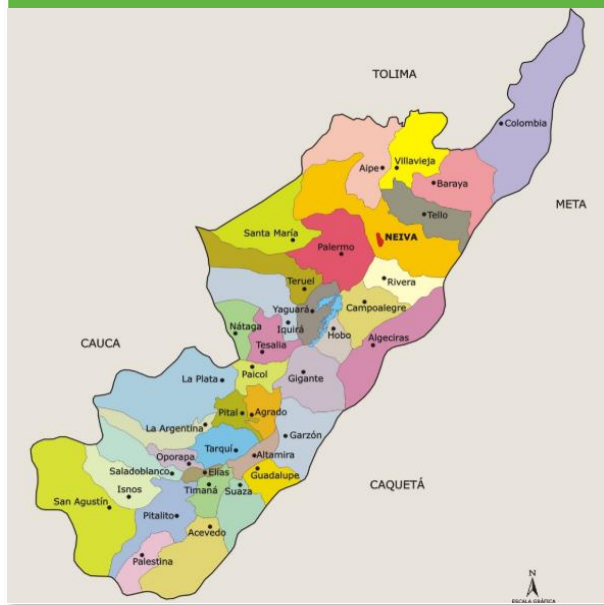 TOLIMA
Colombia
Villavieja
Aipe
Baraya
META
Tello
Santa María
NEIVA
Palermo
Rivera
Teruel
Yaguará
Campoalegre
Nátaga
Iquirá
Hobo
Algeciras
CAUCA
Tesalia
Paicol
Gigante
La Plata
Pital
Agrado
La Argentina
Garzón
Tarquí
Altamira
Oporapa
Saladoblanco
Elías
Guadalupe
Isnos
Timaná
Suaza
CAQUETÁ
San Agustín
Pitalito
Acevedo
Palestina
N
ESCALA GRÁFICA